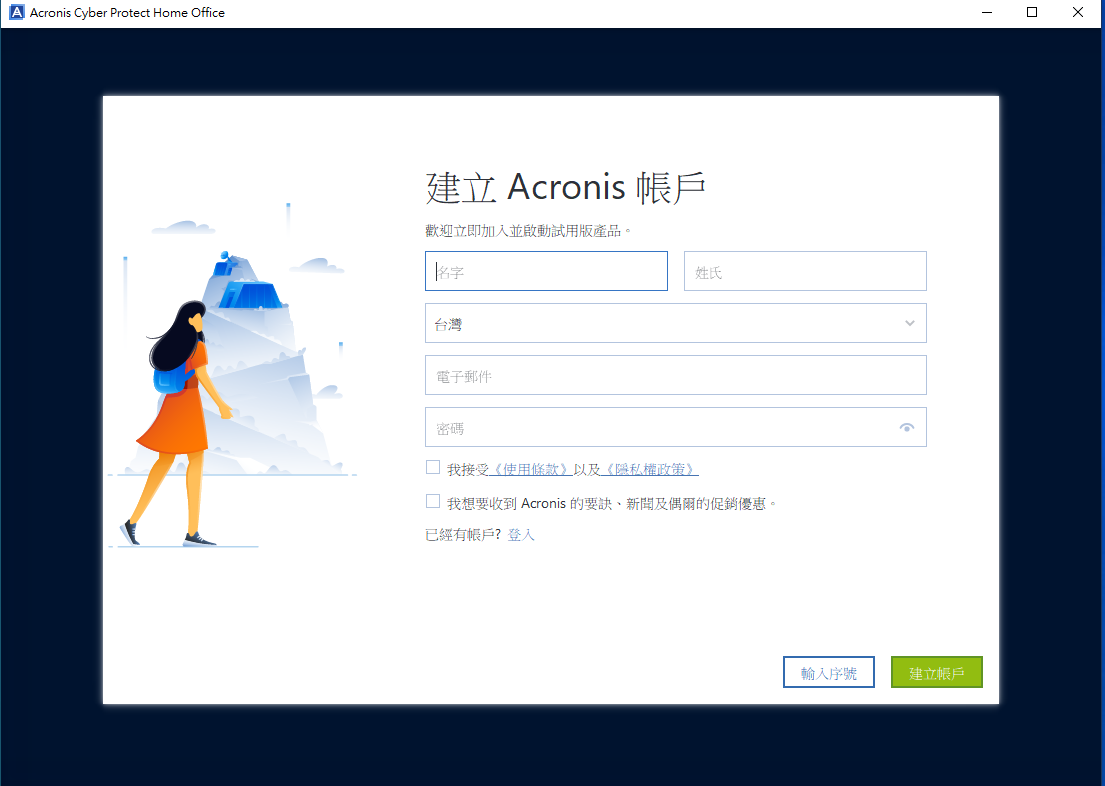 Acronis Cyber Protect Home Office
建立 Acronis 帳戶
歡迎立即加入並啟動試用版產品。
名字 姓氏
台灣
電子郵件
密碼
我接受《使用條款》以及《隱私權政策》
我想要收到 Acronis 的要訣、新聞及偶爾的促銷優惠。
已經有帳戶? 登入
輸入序號 建立帳戶